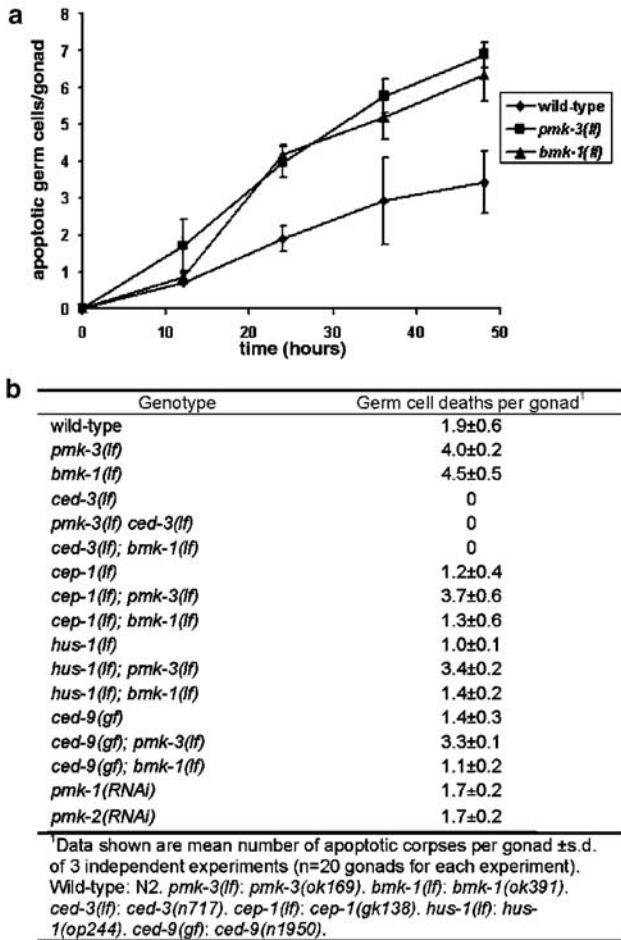 a
apoptotic germ cells/gonad
8
7
6
5
4
3
2
1
0
0 10 20 30 40 50
time (hours)
wild-type
pmk-3(lf)
bmk-1(lf)
b
Genotype Germ cell deaths per gonad¹
wild-type 1.9±0.6
pmk-3(lf) 4.0±0.2
bmk-1(lf) 4.5±0.5
ced-3(lf) 0
pmk-3(lf) ced-3(lf) 0
ced-3(lf); bmk-1(lf) 0
cep-1(lf) 1.2±0.4
cep-1(lf); pmk-3(lf) 3.7±0.6
cep-1(lf); bmk-1(lf) 1.3±0.6
hus-1(lf) 1.0±0.1
hus-1(lf); pmk-3(lf) 3.4±0.2
hus-1(lf); bmk-1(lf) 1.4±0.2
ced-9(gf) 1.4±0.3
ced-9(gf); pmk-3(lf) 3.3±0.1
ced-9(gf); bmk-1(lf) 1.1±0.2
pmk-1(RNAi) 1.7±0.2
pmk-2(RNAi) 1.7±0.2
¹Data shown are mean number of apoptotic corpses per gonad ±s.d.
of 3 independent experiments (n=20 gonads for each experiment).
Wild-type: N2. pmk-3(lf): pmk-3(ok169). bmk-1(lf): bmk-1(ok391).
ced-3(lf): ced-3(n717). cep-1(lf): cep-1(gk138). hus-1(lf): hus-
1(op244). ced-9(gf): ced-9(n1950).